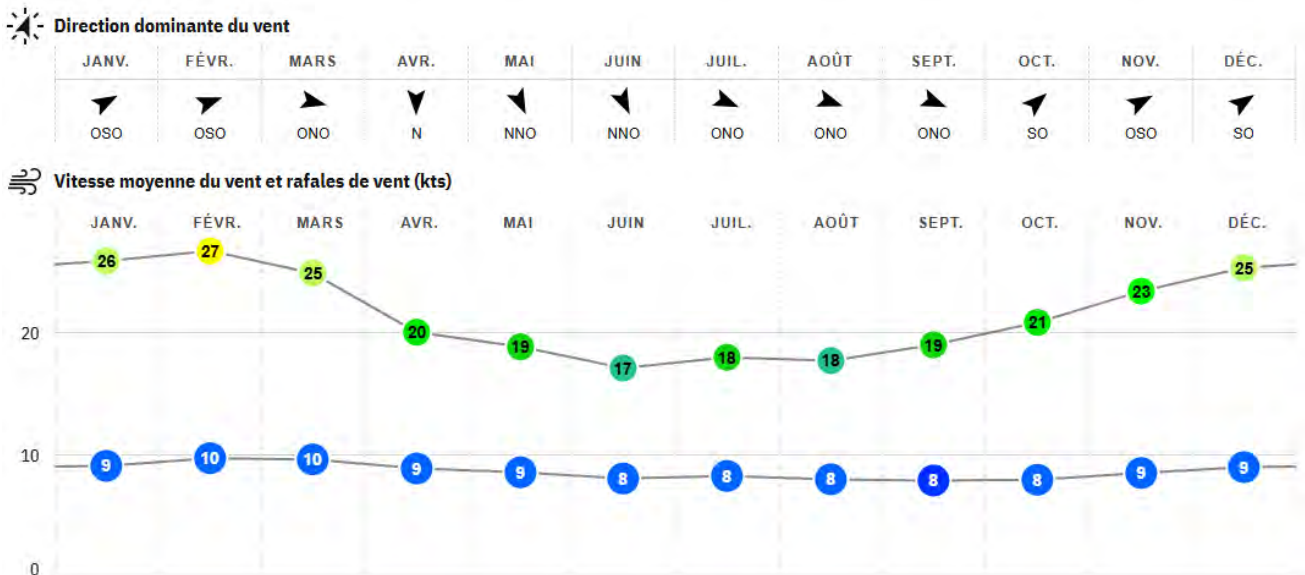 Direction dominante du vent
JANV. FÉVR. MARS AVR. MAI JUIN JUIL. AOÛT SEPT. OCT. NOV. DÉC.
OSO OSO ONO N NNO NNO ONO ONO ONO SO OSO SO
Vitesse moyenne du vent et rafales de vent (kts)
JANV. FÉVR. MARS AVR. MAI JUIN JUIL. AOÛT SEPT. OCT. NOV. DÉC.
26 27 25 20 19 17 18 18 19 21 23 25
20
10
9 10 10 9 9 8 8 8 8 8 9 9
0